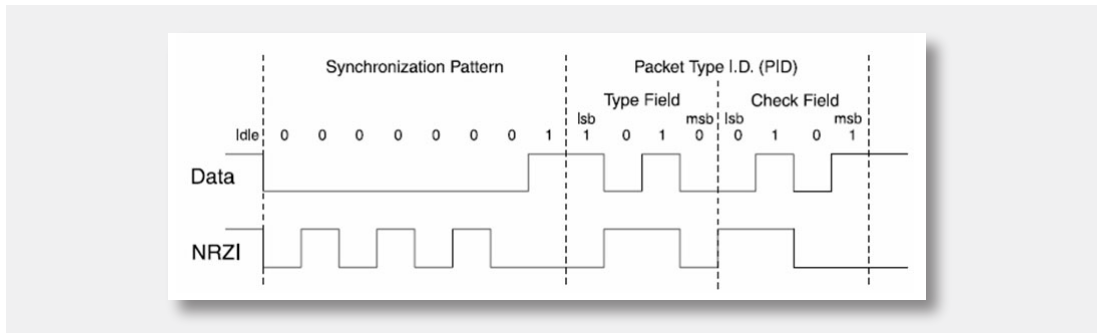 Synchronization Pattern Packet Type I.D. (PID)
Type Field Check Field
lsb msb lsb msb
Idle 0 0 0 0 0 0 0 1 1 0 1 0 0 1 0 1
Data
NRZI